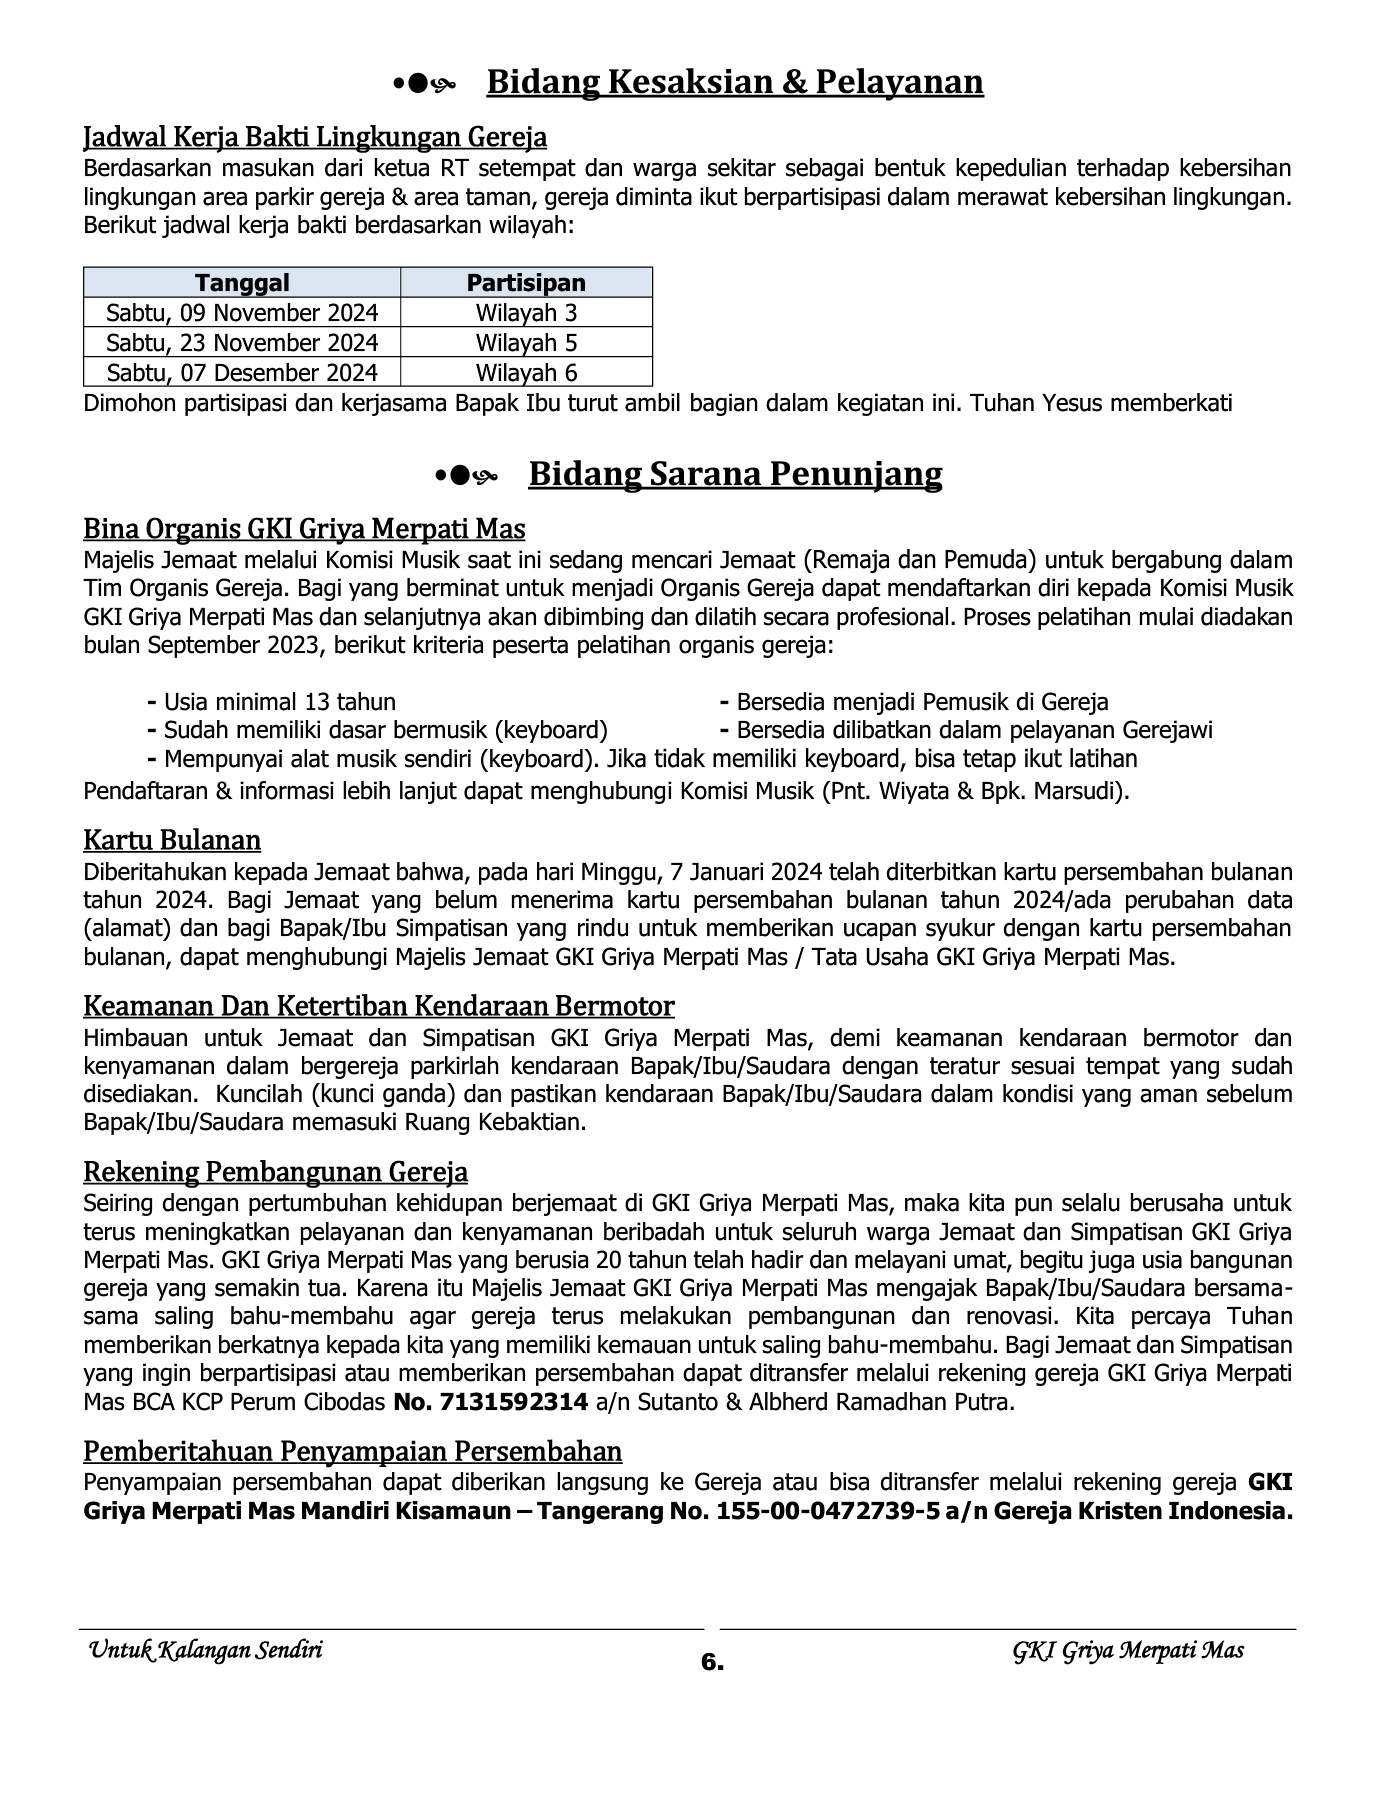 Bidang Kesaksian & Pelayanan
Jadwal Kerja Bakti Lingkungan Gereja
Berdasarkan masukan dari ketua RT setempat dan warga sekitar sebagai bentuk kepedulian terhadap kebersihan
lingkungan area parkir gereja & area taman, gereja diminta ikut berpartisipasi dalam merawat kebersihan lingkungan.
Berikut jadwal kerja bakti berdasarkan wilayah:
Tanggal Partisipan
Sabtu, 09 November 2024 Wilayah 3
Sabtu, 23 November 2024 Wilayah 5
Sabtu, 07 Desember 2024 Wilayah 6
Dimohon partisipasi dan kerjasama Bapak Ibu turut ambil bagian dalam kegiatan ini. Tuhan Yesus memberkati
Bidang Sarana Penunjang
Bina Organis GKI Griya Merpati Mas
Majelis Jemaat melalui Komisi Musik saat ini sedang mencari Jemaat (Remaja dan Pemuda) untuk bergabung dalam
Tim Organis Gereja. Bagi yang berminat untuk menjadi Organis Gereja dapat mendaftarkan diri kepada Komisi Musik
GKI Griya Merpati Mas dan selanjutnya akan dibimbing dan dilatih secara profesional. Proses pelatihan mulai diadakan
bulan September 2023, berikut kriteria peserta pelatihan organis gereja:
- Usia minimal 13 tahun - Bersedia menjadi Pemusik di Gereja
- Sudah memiliki dasar bermusik (keyboard) - Bersedia dilibatkan dalam pelayanan Gerejawi
- Mempunyai alat musik sendiri (keyboard). Jika tidak memiliki keyboard, bisa tetap ikut latihan
Pendaftaran & informasi lebih lanjut dapat menghubungi Komisi Musik (Pnt. Wiyata & Bpk. Marsudi).
Kartu Bulanan
Diberitahukan kepada Jemaat bahwa, pada hari Minggu, 7 Januari 2024 telah diterbitkan kartu persembahan bulanan
tahun 2024. Bagi Jemaat yang belum menerima kartu persembahan bulanan tahun 2024/ada perubahan data
(alamat) dan bagi Bapak/Ibu Simpatisan yang rindu untuk memberikan ucapan syukur dengan kartu persembahan
bulanan, dapat menghubungi Majelis Jemaat GKI Griya Merpati Mas / Tata Usaha GKI Griya Merpati Mas.
Keamanan Dan Ketertiban Kendaraan Bermotor
Himbauan untuk Jemaat dan Simpatisan GKI Griya Merpati Mas, demi keamanan kendaraan bermotor dan
kenyamanan dalam bergereja parkirlah kendaraan Bapak/Ibu/Saudara dengan teratur sesuai tempat yang sudah
disediakan. Kuncilah (kunci ganda) dan pastikan kendaraan Bapak/Ibu/Saudara dalam kondisi yang aman sebelum
Bapak/Ibu/Saudara memasuki Ruang Kebaktian.
Rekening Pembangunan Gereja
Seiring dengan pertumbuhan kehidupan berjemaat di GKI Griya Merpati Mas, maka kita pun selalu berusaha untuk
terus meningkatkan pelayanan dan kenyamanan beribadah untuk seluruh warga Jemaat dan Simpatisan GKI Griya
Merpati Mas. GKI Griya Merpati Mas yang berusia 20 tahun telah hadir dan melayani umat, begitu juga usia bangunan
gereja yang semakin tua. Karena itu Majelis Jemaat GKI Griya Merpati Mas mengajak Bapak/Ibu/Saudara bersama-
sama saling bahu-membahu agar gereja terus melakukan pembangunan dan renovasi. Kita percaya Tuhan
memberikan berkatnya kepada kita yang memiliki kemauan untuk saling bahu-membahu. Bagi Jemaat dan Simpatisan
yang ingin berpartisipasi atau memberikan persembahan dapat ditransfer melalui rekening gereja GKI Griya Merpati
Mas BCA KCP Perum Cibodas No. 7131592314 a/n Sutanto & Albherd Ramadhan Putra.
Pemberitahuan Penyampaian Persembahan
Penyampaian persembahan dapat diberikan langsung ke Gereja atau bisa ditransfer melalui rekening gereja GKI
Griya Merpati Mas Mandiri Kisamaun – Tangerang No. 155-00-0472739-5 a/n Gereja Kristen Indonesia.
Untuk Kalangan Sendiri
6.
GKI Griya Merpati Mas